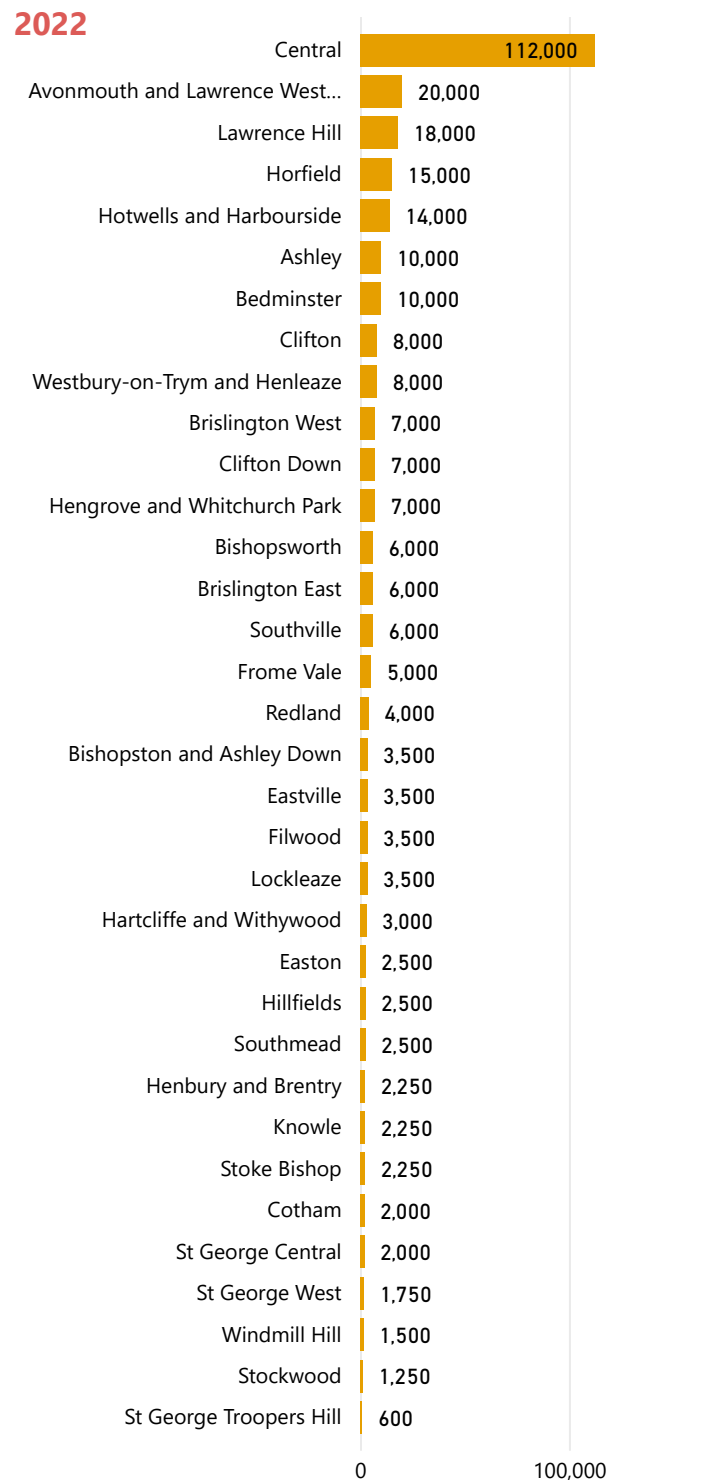 2022
Central 112,000
Avonmouth and Lawrence West... 20,000
Lawrence Hill 18,000
Horfield 15,000
Hotwells and Harbourside 14,000
Ashley 10,000
Bedminster 10,000
Clifton 8,000
Westbury-on-Trym and Henleaze 8,000
Brislington West 7,000
Clifton Down 7,000
Hengrove and Whitchurch Park 7,000
Bishopsworth 6,000
Brislington East 6,000
Southville 6,000
Frome Vale 5,000
Redland 4,000
Bishopston and Ashley Down 3,500
Eastville 3,500
Filwood 3,500
Lockleaze 3,500
Hartcliffe and Withywood 3,000
Easton 2,500
Hillfields 2,500
Southmead 2,500
Henbury and Brentry 2,250
Knowle 2,250
Stoke Bishop 2,250
Cotham 2,000
St George Central 2,000
St George West 1,750
Windmill Hill 1,500
Stockwood 1,250
St George Troopers Hill 600
0 100,000